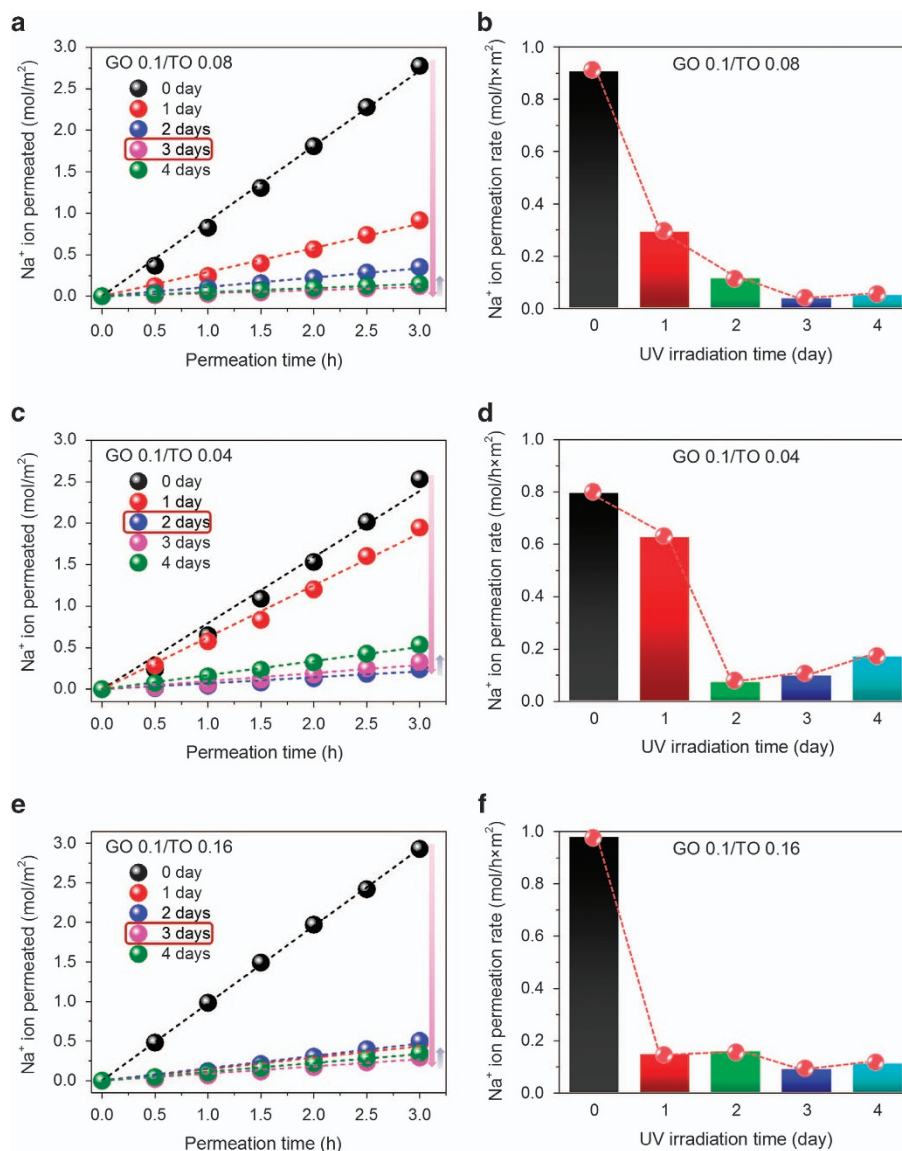 a
GO 0.1/TO 0.08
0 day
1 day
2 days
3 days
4 days
Na⁺ ion permeated (mol/m²)
3.0
2.5
2.0
1.5
1.0
0.5
0.0
0.0 0.5 1.0 1.5 2.0 2.5 3.0
Permeation time (h)
b
GO 0.1/TO 0.08
Na⁺ ion permeation rate (mol/h×m²)
1.0
0.8
0.6
0.4
0.2
0.0
0 1 2 3 4
UV irradiation time (day)
c
GO 0.1/TO 0.04
0 day
1 day
2 days
3 days
4 days
Na⁺ ion permeated (mol/m²)
3.0
2.5
2.0
1.5
1.0
0.5
0.0
0.0 0.5 1.0 1.5 2.0 2.5 3.0
Permeation time (h)
d
GO 0.1/TO 0.04
Na⁺ ion permeation rate (mol/h×m²)
1.0
0.8
0.6
0.4
0.2
0.0
0 1 2 3 4
UV irradiation time (day)
e
GO 0.1/TO 0.16
0 day
1 day
2 days
3 days
4 days
Na⁺ ion permeated (mol/m²)
3.0
2.5
2.0
1.5
1.0
0.5
0.0
0.0 0.5 1.0 1.5 2.0 2.5 3.0
Permeation time (h)
f
GO 0.1/TO 0.16
Na⁺ ion permeation rate (mol/h×m²)
1.0
0.8
0.6
0.4
0.2
0.0
0 1 2 3 4
UV irradiation time (day)